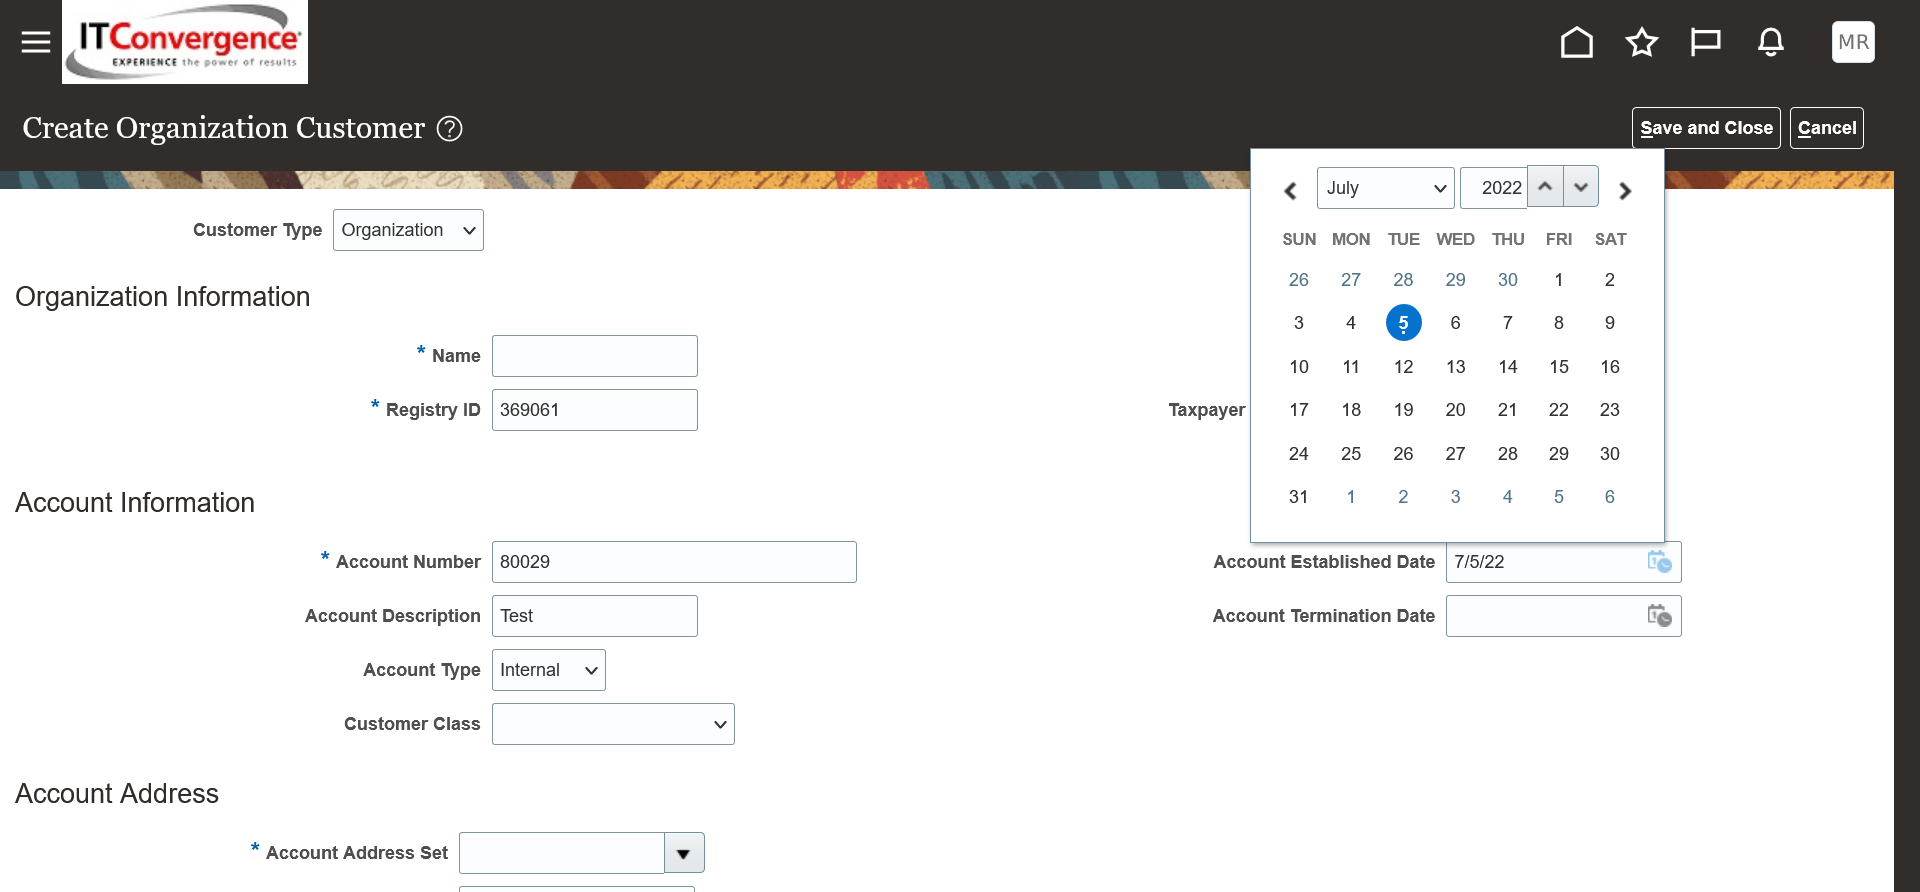 ITConvergence
EXPERIENCE the power of results
MR
Create Organization Customer ?
Save and Close Cancel
July 2022
SUN MON TUE WED THU FRI SAT
26 27 28 29 30 1 2
3 4 5 6 7 8 9
10 11 12 13 14 15 16
17 18 19 20 21 22 23
24 25 26 27 28 29 30
31 1 2 3 4 5 6
Customer Type Organization
Organization Information
* Name
* Registry ID 369061
Taxpayer
Account Information
* Account Number 80029
Account Established Date 7/5/22
Account Description Test
Account Termination Date
Account Type Internal
Customer Class
Account Address
* Account Address Set